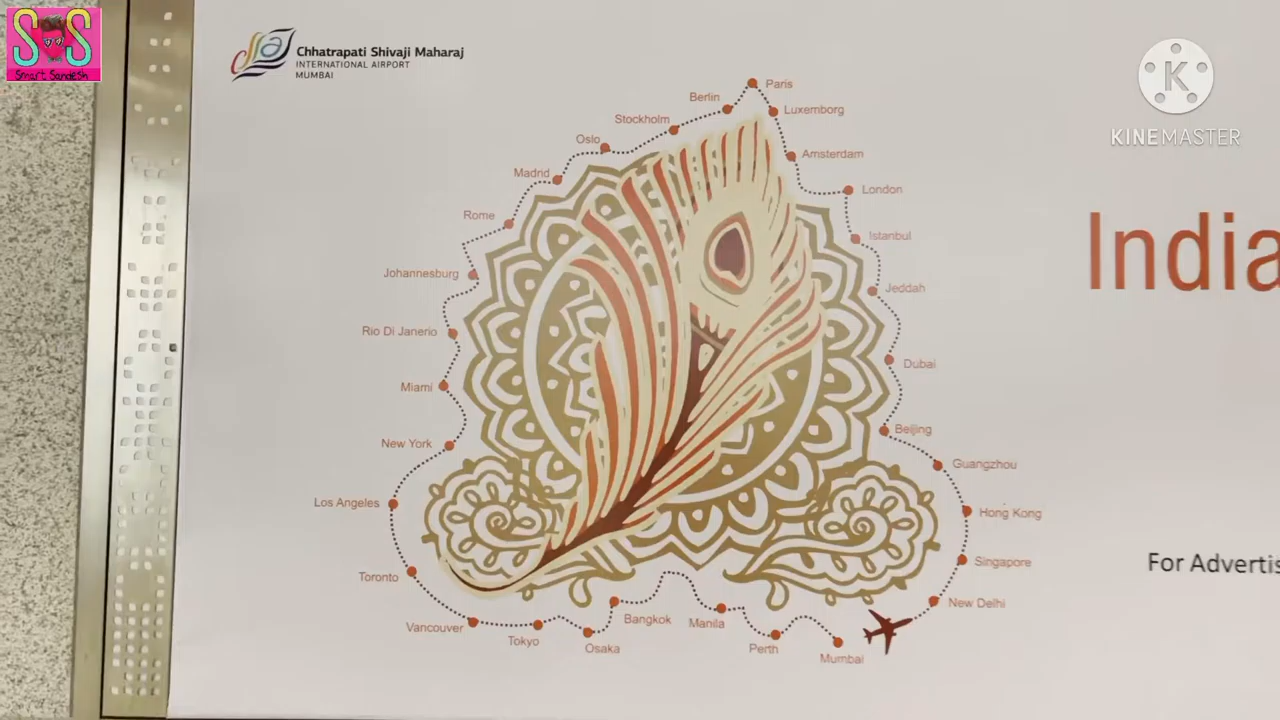 SOS
Smart Sandesh
Chhatrapati Shivaji Maharaj
INTERNATIONAL AIRPORT
MUMBAI
K
KINEMASTER
Paris
Berlin
Luxemborg
Stockholm
Oslo
Amsterdam
Madrid
London
Rome
Istanbul
Johannesburg
Jeddah
Rio Di Janerio
Dubai
Miami
Beijing
New York
Guangzhou
Los Angeles
Hong Kong
Singapore
Toronto
New Delhi
Vancouver
Tokyo
Osaka
Bangkok
Manila
Perth
Mumbai
India
For Advertis